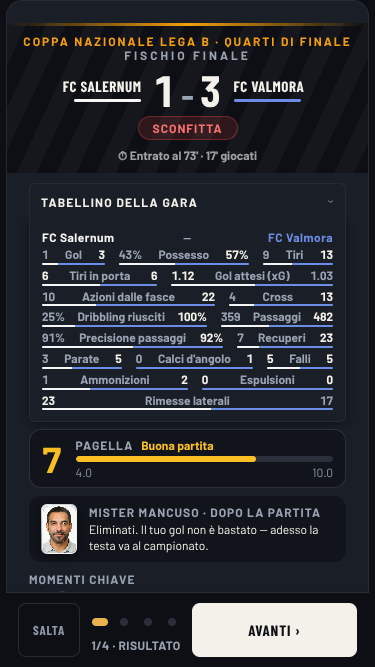 COPPA NAZIONALE LEGA B · QUARTI DI FINALE
FISCHIO FINALE
FC SALERNUM 1 - 3 FC VALMORA
SCONFITTA
⏱ Entrato al 73' · 17' giocati
TABELLINO DELLA GARA
FC Salernum — FC Valmora
1 Gol 3 43% Possesso 57% 9 Tiri 13
6 Tiri in porta 6 1.12 Gol attesi (xG) 1.03
10 Azioni dalle fasce 22 4 Cross 13
25% Dribbling riusciti 100% 359 Passaggi 482
91% Precisione passaggi 92% 7 Recuperi 23
3 Parate 5 0 Calci d'angolo 1 5 Falli 5
1 Ammonizioni 2 0 Espulsioni 0
23 Rimesse laterali 17
7 PAGELLA Buona partita
4.0 10.0
MISTER MANCUSO · DOPO LA PARTITA
Eliminati. Il tuo gol non è bastato — adesso la
testa va al campionato.
MOMENTI CHIAVE
SALTA
1/4 · RISULTATO
AVANTI ›